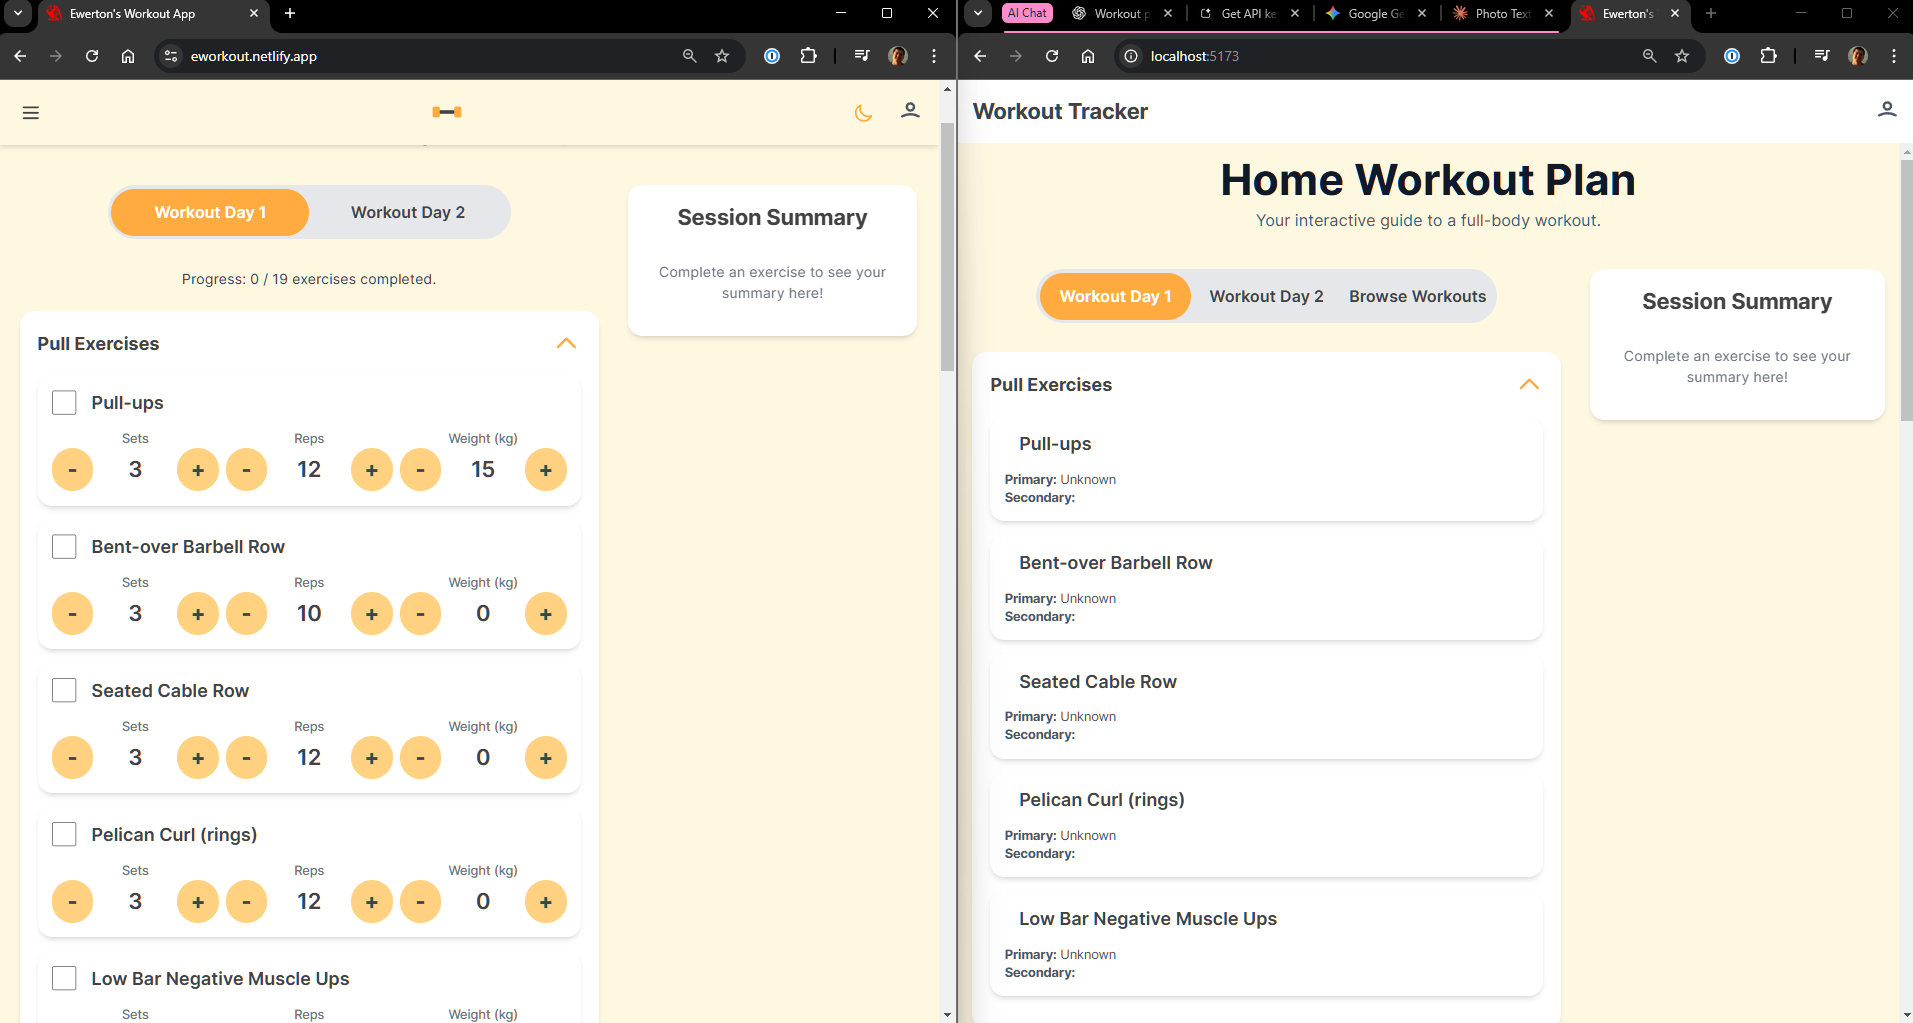 Ewerton's Workout App
eworkout.netlify.app
Workout Day 1
Workout Day 2
Progress: 0 / 19 exercises completed.
Pull Exercises
Pull-ups
Sets
Reps
Weight (kg)
- 3 + - 12 + - 15 +
Bent-over Barbell Row
Sets
Reps
Weight (kg)
- 3 + - 10 + - 0 +
Seated Cable Row
Sets
Reps
Weight (kg)
- 3 + - 12 + - 0 +
Pelican Curl (rings)
Sets
Reps
Weight (kg)
- 3 + - 12 + - 0 +
Low Bar Negative Muscle Ups
Sets
Reps
Weight (kg)
Session Summary
Complete an exercise to see your
summary here!
AI Chat
Workout p
Get API ke
Google Ge
Photo Text
Ewerton's
localhost:5173
Workout Tracker
Home Workout Plan
Your interactive guide to a full-body workout.
Workout Day 1
Workout Day 2
Browse Workouts
Pull Exercises
Pull-ups
Primary: Unknown
Secondary:
Bent-over Barbell Row
Primary: Unknown
Secondary:
Seated Cable Row
Primary: Unknown
Secondary:
Pelican Curl (rings)
Primary: Unknown
Secondary:
Low Bar Negative Muscle Ups
Primary: Unknown
Secondary:
Session Summary
Complete an exercise to see your
summary here!